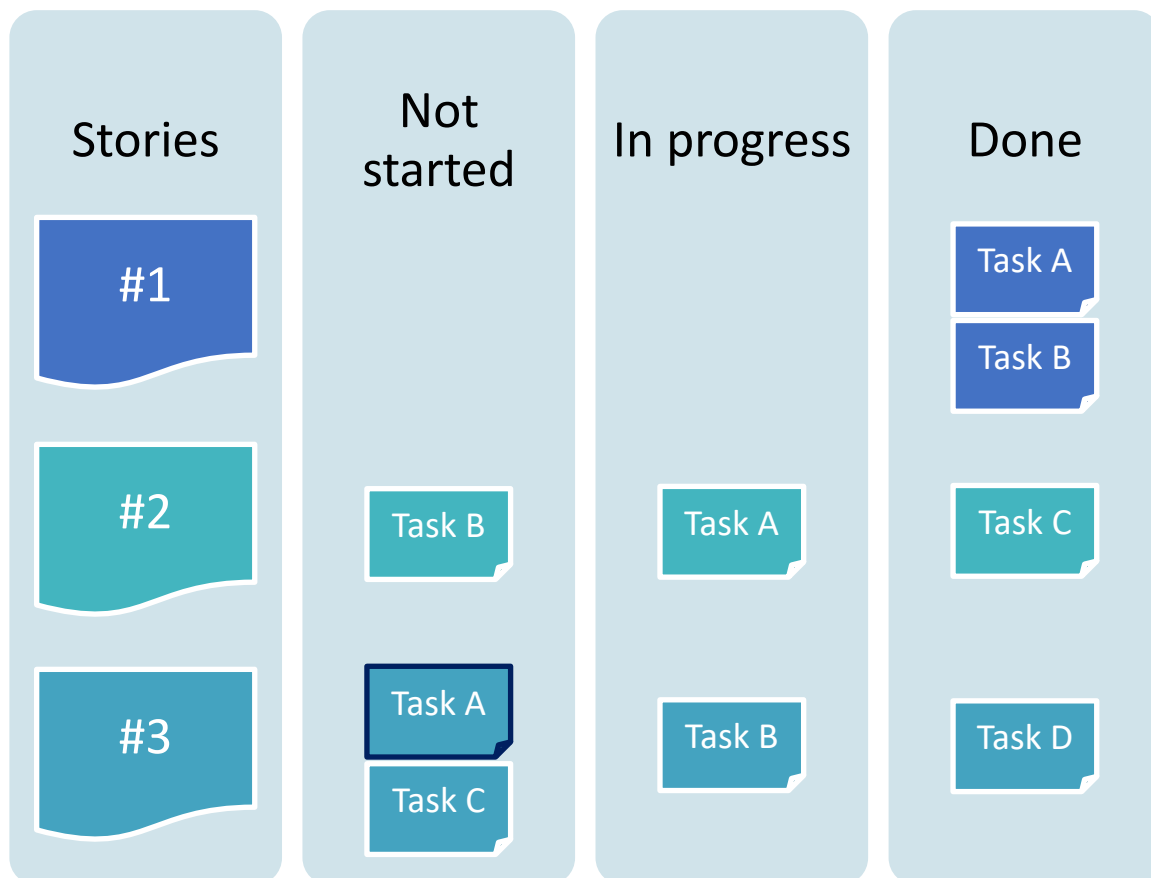 Stories
Not
started
In progress
Done
#1
Task A
Task B
#2
Task B
Task A
Task C
#3
Task A
Task C
Task B
Task D